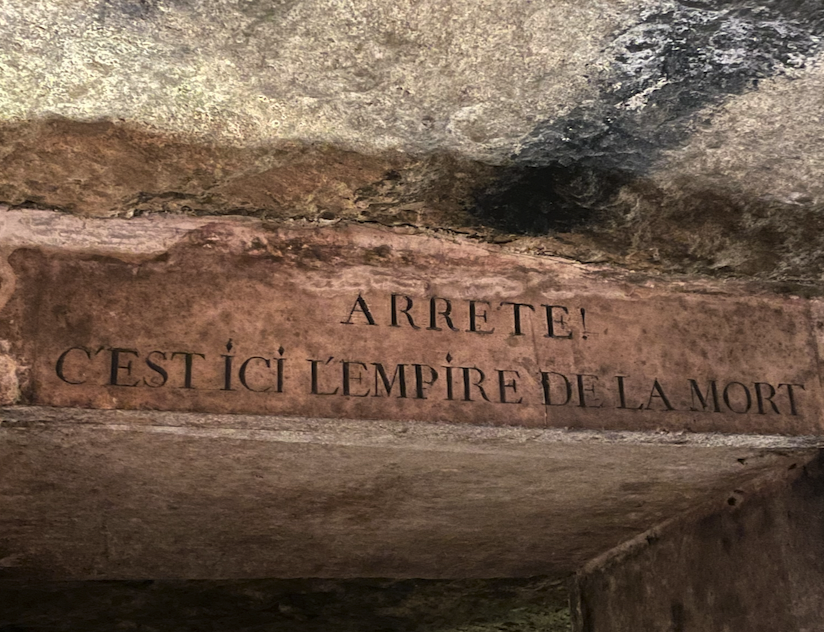 ARRETE!
C'EST iCi L'EMPiRE DE LA MORT